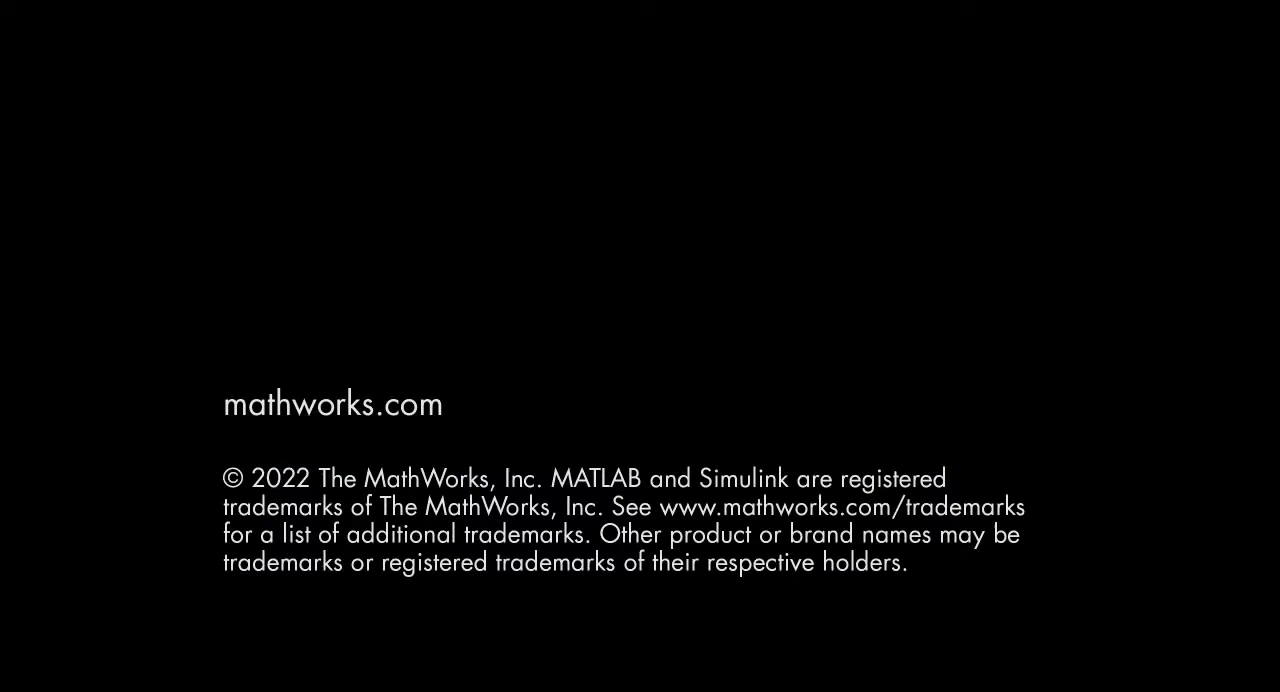 mathworks.com
© 2022 The MathWorks, Inc. MATLAB and Simulink are registered
trademarks of The MathWorks, Inc. See www.mathworks.com/trademarks
for a list of additional trademarks. Other product or brand names may be
trademarks or registered trademarks of their respective holders.